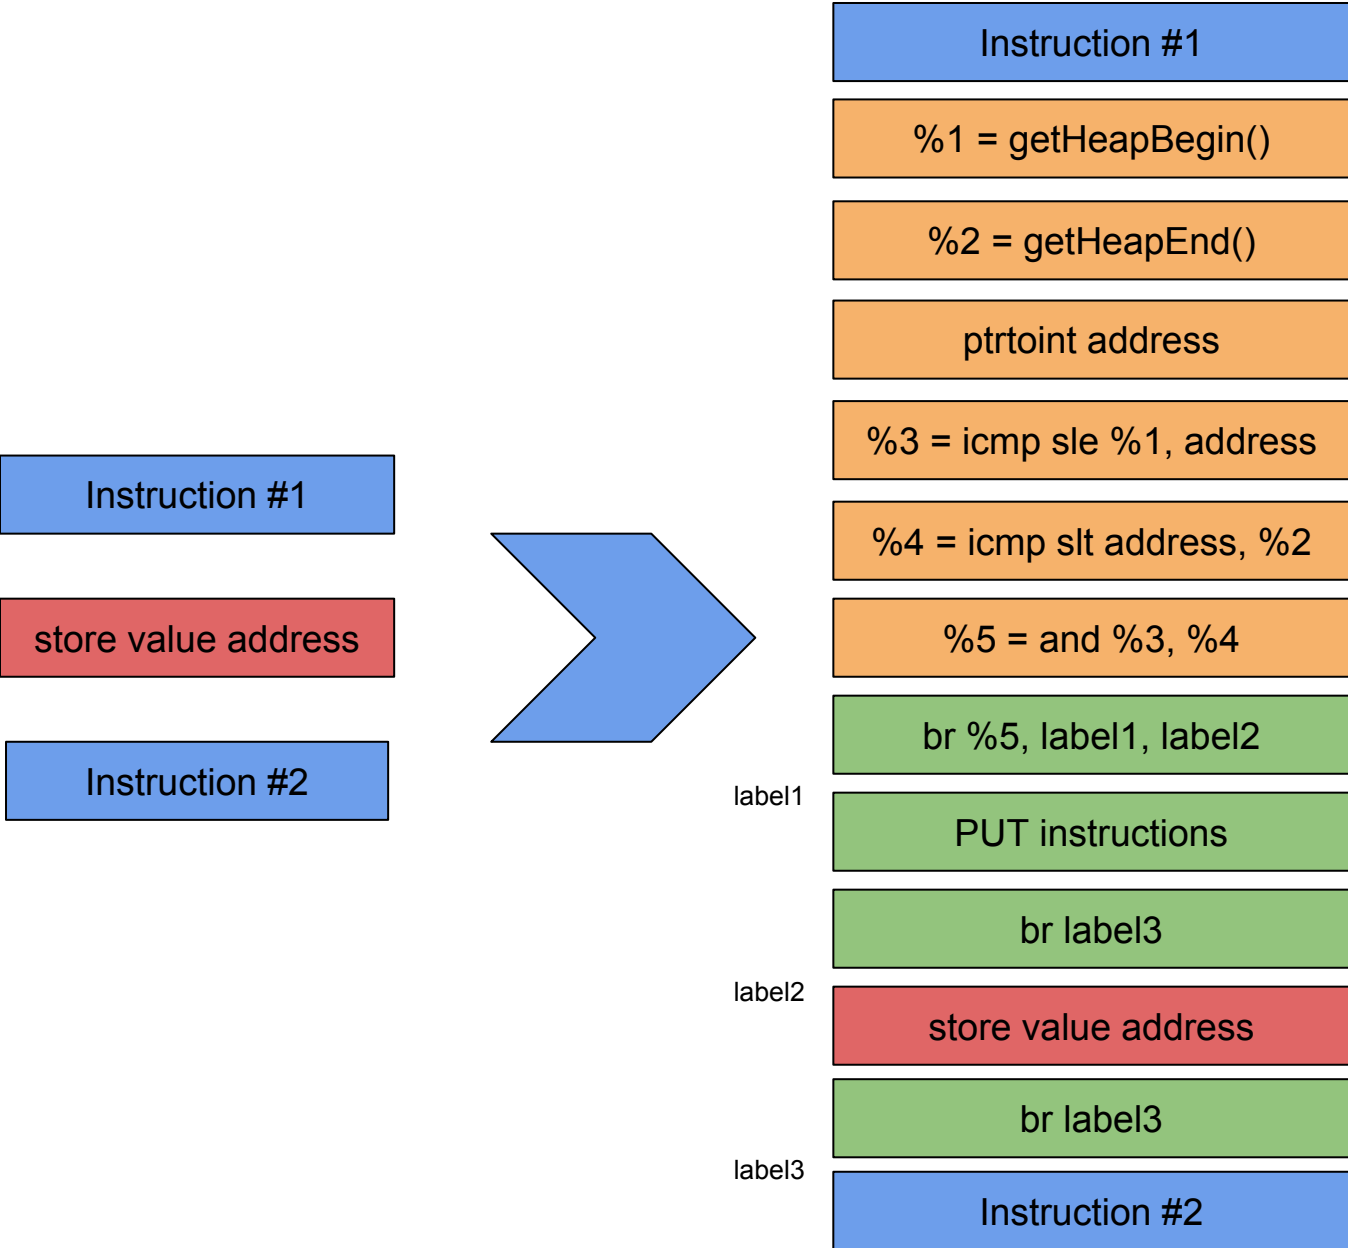 Instruction #1
store value address
Instruction #2
Instruction #1
%1 = getHeapBegin()
%2 = getHeapEnd()
ptrtoint address
%3 = icmp sle %1, address
%4 = icmp slt address, %2
%5 = and %3, %4
br %5, label1, label2
label1
PUT instructions
br label3
label2
store value address
br label3
label3
Instruction #2